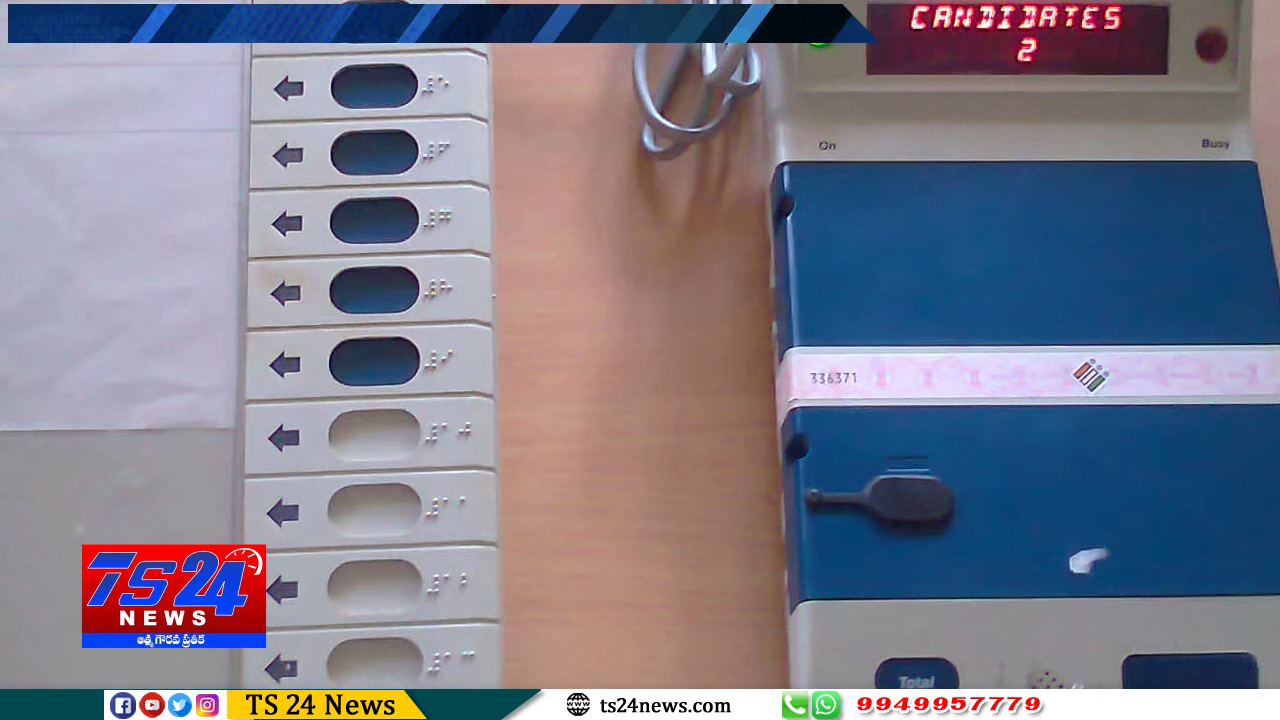 CANDIDATES
2
On
Busy
336371
TS24
NEWS
ఆత్మ గౌరవ ప్రతీక
Total
TS 24 News
ts24news.com
9949957779